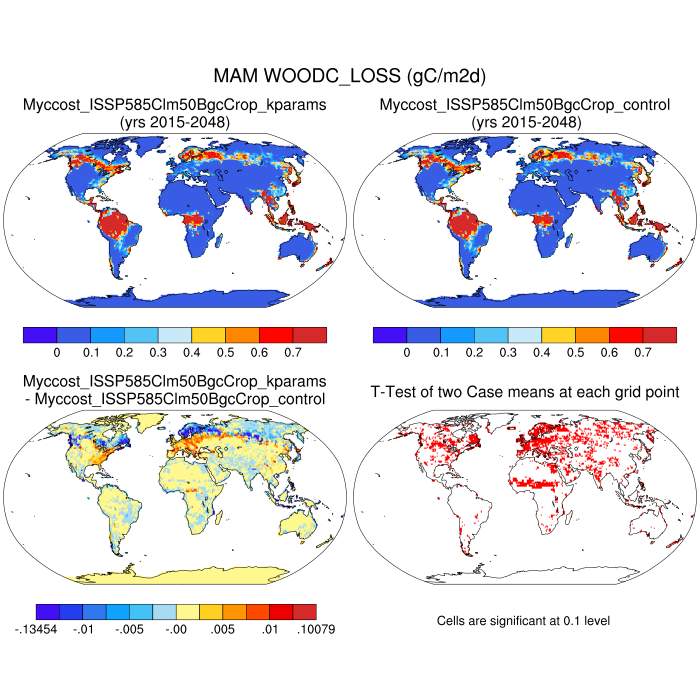 MAM WOODC_LOSS (gC/m2d)
Myccost_ISSP585Clm50BgcCrop_kparams
(yrs 2015-2048)
Myccost_ISSP585Clm50BgcCrop_control
(yrs 2015-2048)
0 0.1 0.2 0.3 0.4 0.5 0.6 0.7
0 0.1 0.2 0.3 0.4 0.5 0.6 0.7
Myccost_ISSP585Clm50BgcCrop_kparams
- Myccost_ISSP585Clm50BgcCrop_control
T-Test of two Case means at each grid point
-.13454 -.01 -.005 -.00 .005 .01 .10079
Cells are significant at 0.1 level